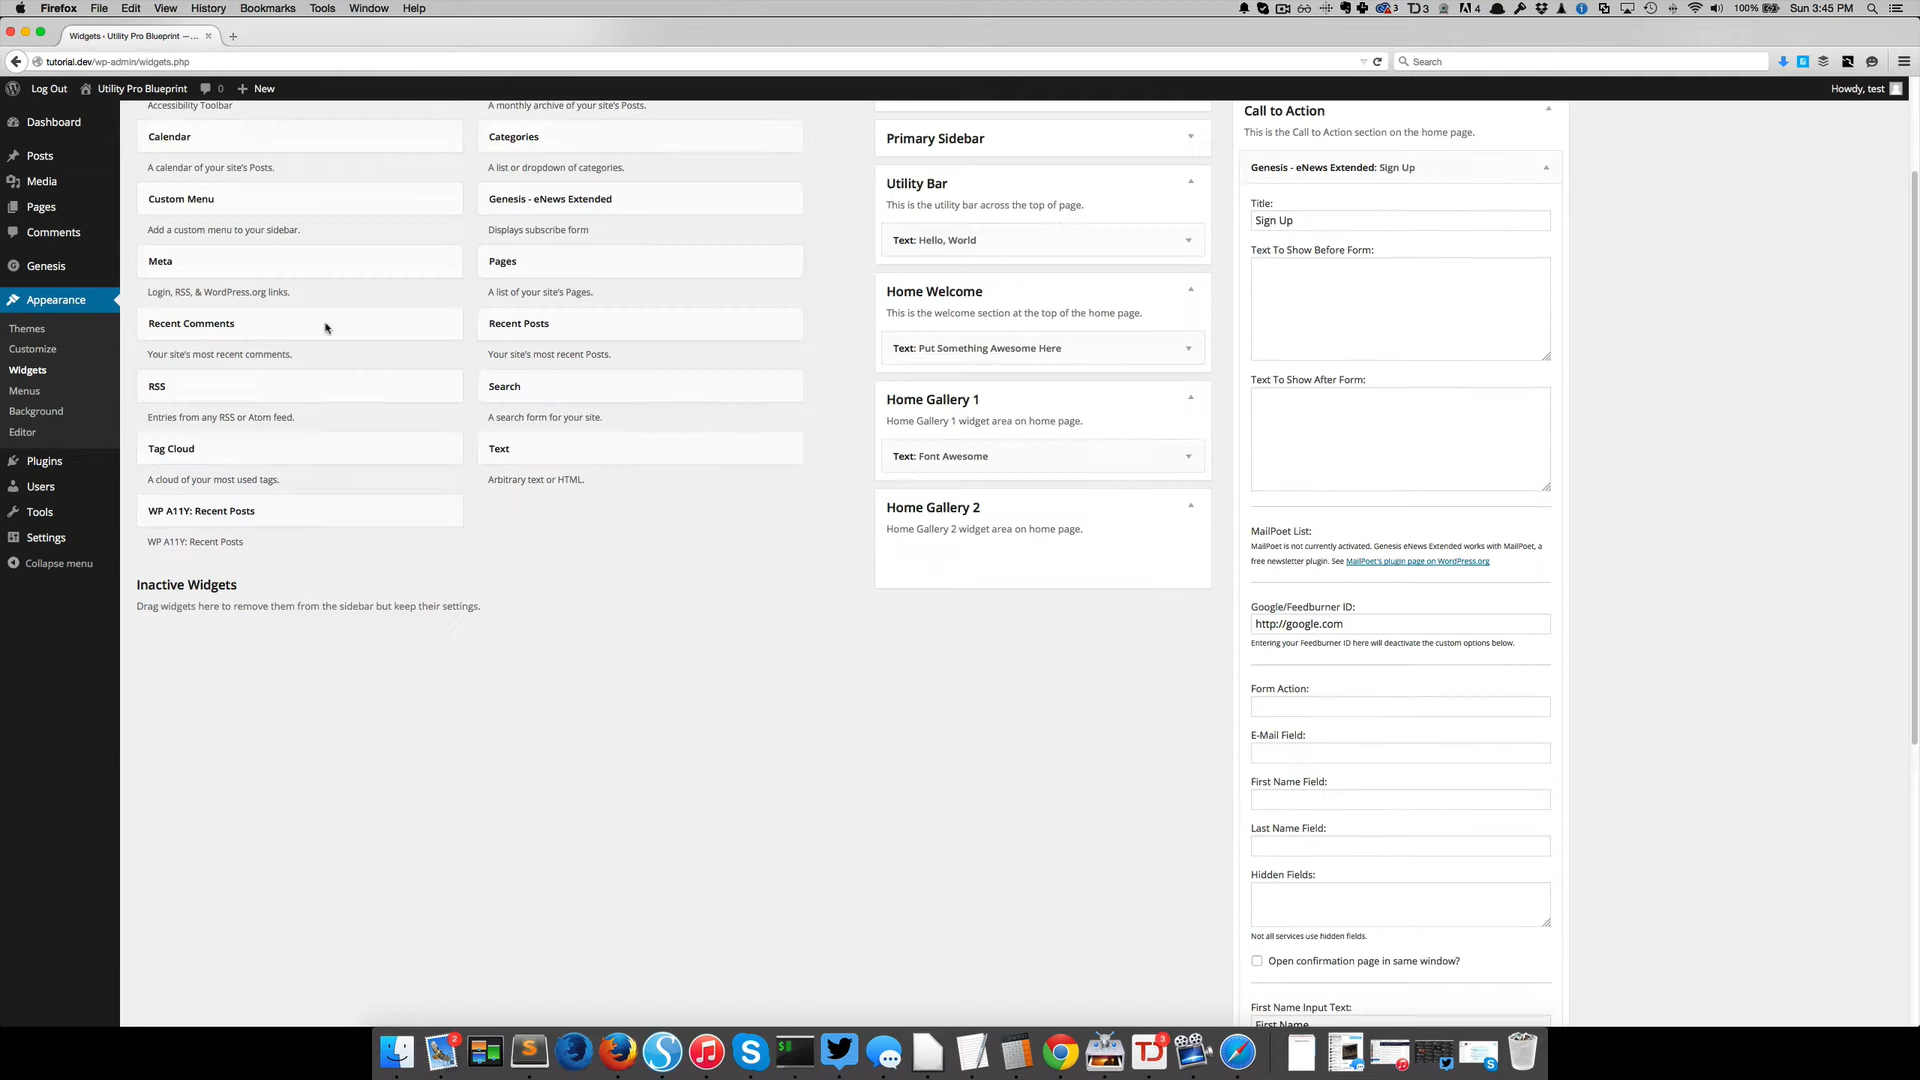 Firefox File Edit View History Bookmarks Tools Window Help
3 3 4 100% Sun 3:45 PM
Widgets ‹ Utility Pro Blueprint —...
tutorial.dev/wp-admin/widgets.php
Search
Log Out Utility Pro Blueprint 0 + New
Howdy, test
Dashboard
Posts
Media
Pages
Comments
Genesis
Appearance
Themes
Customize
Widgets
Menus
Background
Editor
Plugins
Users
Tools
Settings
Collapse menu
Accessibility Toolbar
Calendar
A calendar of your site's Posts.
Custom Menu
Add a custom menu to your sidebar.
Meta
Login, RSS, & WordPress.org links.
Recent Comments
Your site's most recent comments.
RSS
Entries from any RSS or Atom feed.
Tag Cloud
A cloud of your most used tags.
WP A11Y: Recent Posts
WP A11Y: Recent Posts
A monthly archive of your site's Posts.
Categories
A list or dropdown of categories.
Genesis - eNews Extended
Displays subscribe form
Pages
A list of your site's Pages.
Recent Posts
Your site's most recent Posts.
Search
A search form for your site.
Text
Arbitrary text or HTML.
Inactive Widgets
Drag widgets here to remove them from the sidebar but keep their settings.
Primary Sidebar
Utility Bar
This is the utility bar across the top of page.
Text: Hello, World
Home Welcome
This is the welcome section at the top of the home page.
Text: Put Something Awesome Here
Home Gallery 1
Home Gallery 1 widget area on home page.
Text: Font Awesome
Home Gallery 2
Home Gallery 2 widget area on home page.
Call to Action
This is the Call to Action section on the home page.
Genesis - eNews Extended: Sign Up
Title:
Sign Up
Text To Show Before Form:
Text To Show After Form:
MailPoet List:
MailPoet is not currently activated. Genesis eNews Extended works with MailPoet, a
free newsletter plugin. See MailPoet's plugin page on WordPress.org
Google/Feedburner ID:
http://google.com
Entering your Feedburner ID here will deactivate the custom options below.
Form Action:
E-Mail Field:
First Name Field:
Last Name Field:
Hidden Fields:
Not all services use hidden fields.
Open confirmation page in same window?
First Name Input Text:
First Name
2
3